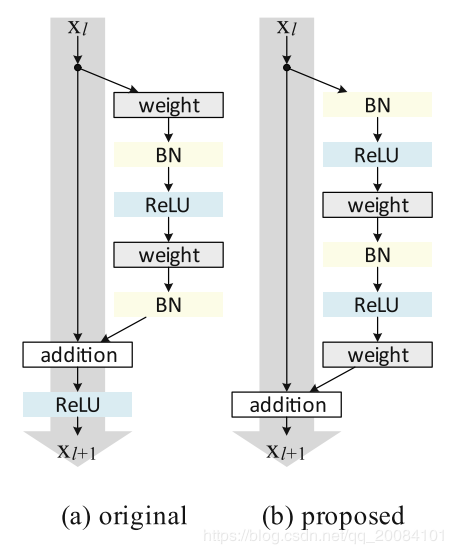 x_l
weight
BN
ReLU
weight
BN
addition
ReLU
x_{l+1}
(a) original
x_l
BN
ReLU
weight
BN
ReLU
weight
addition
x_{l+1}
(b) proposed
https://blog.csdn.net/qq_20084101